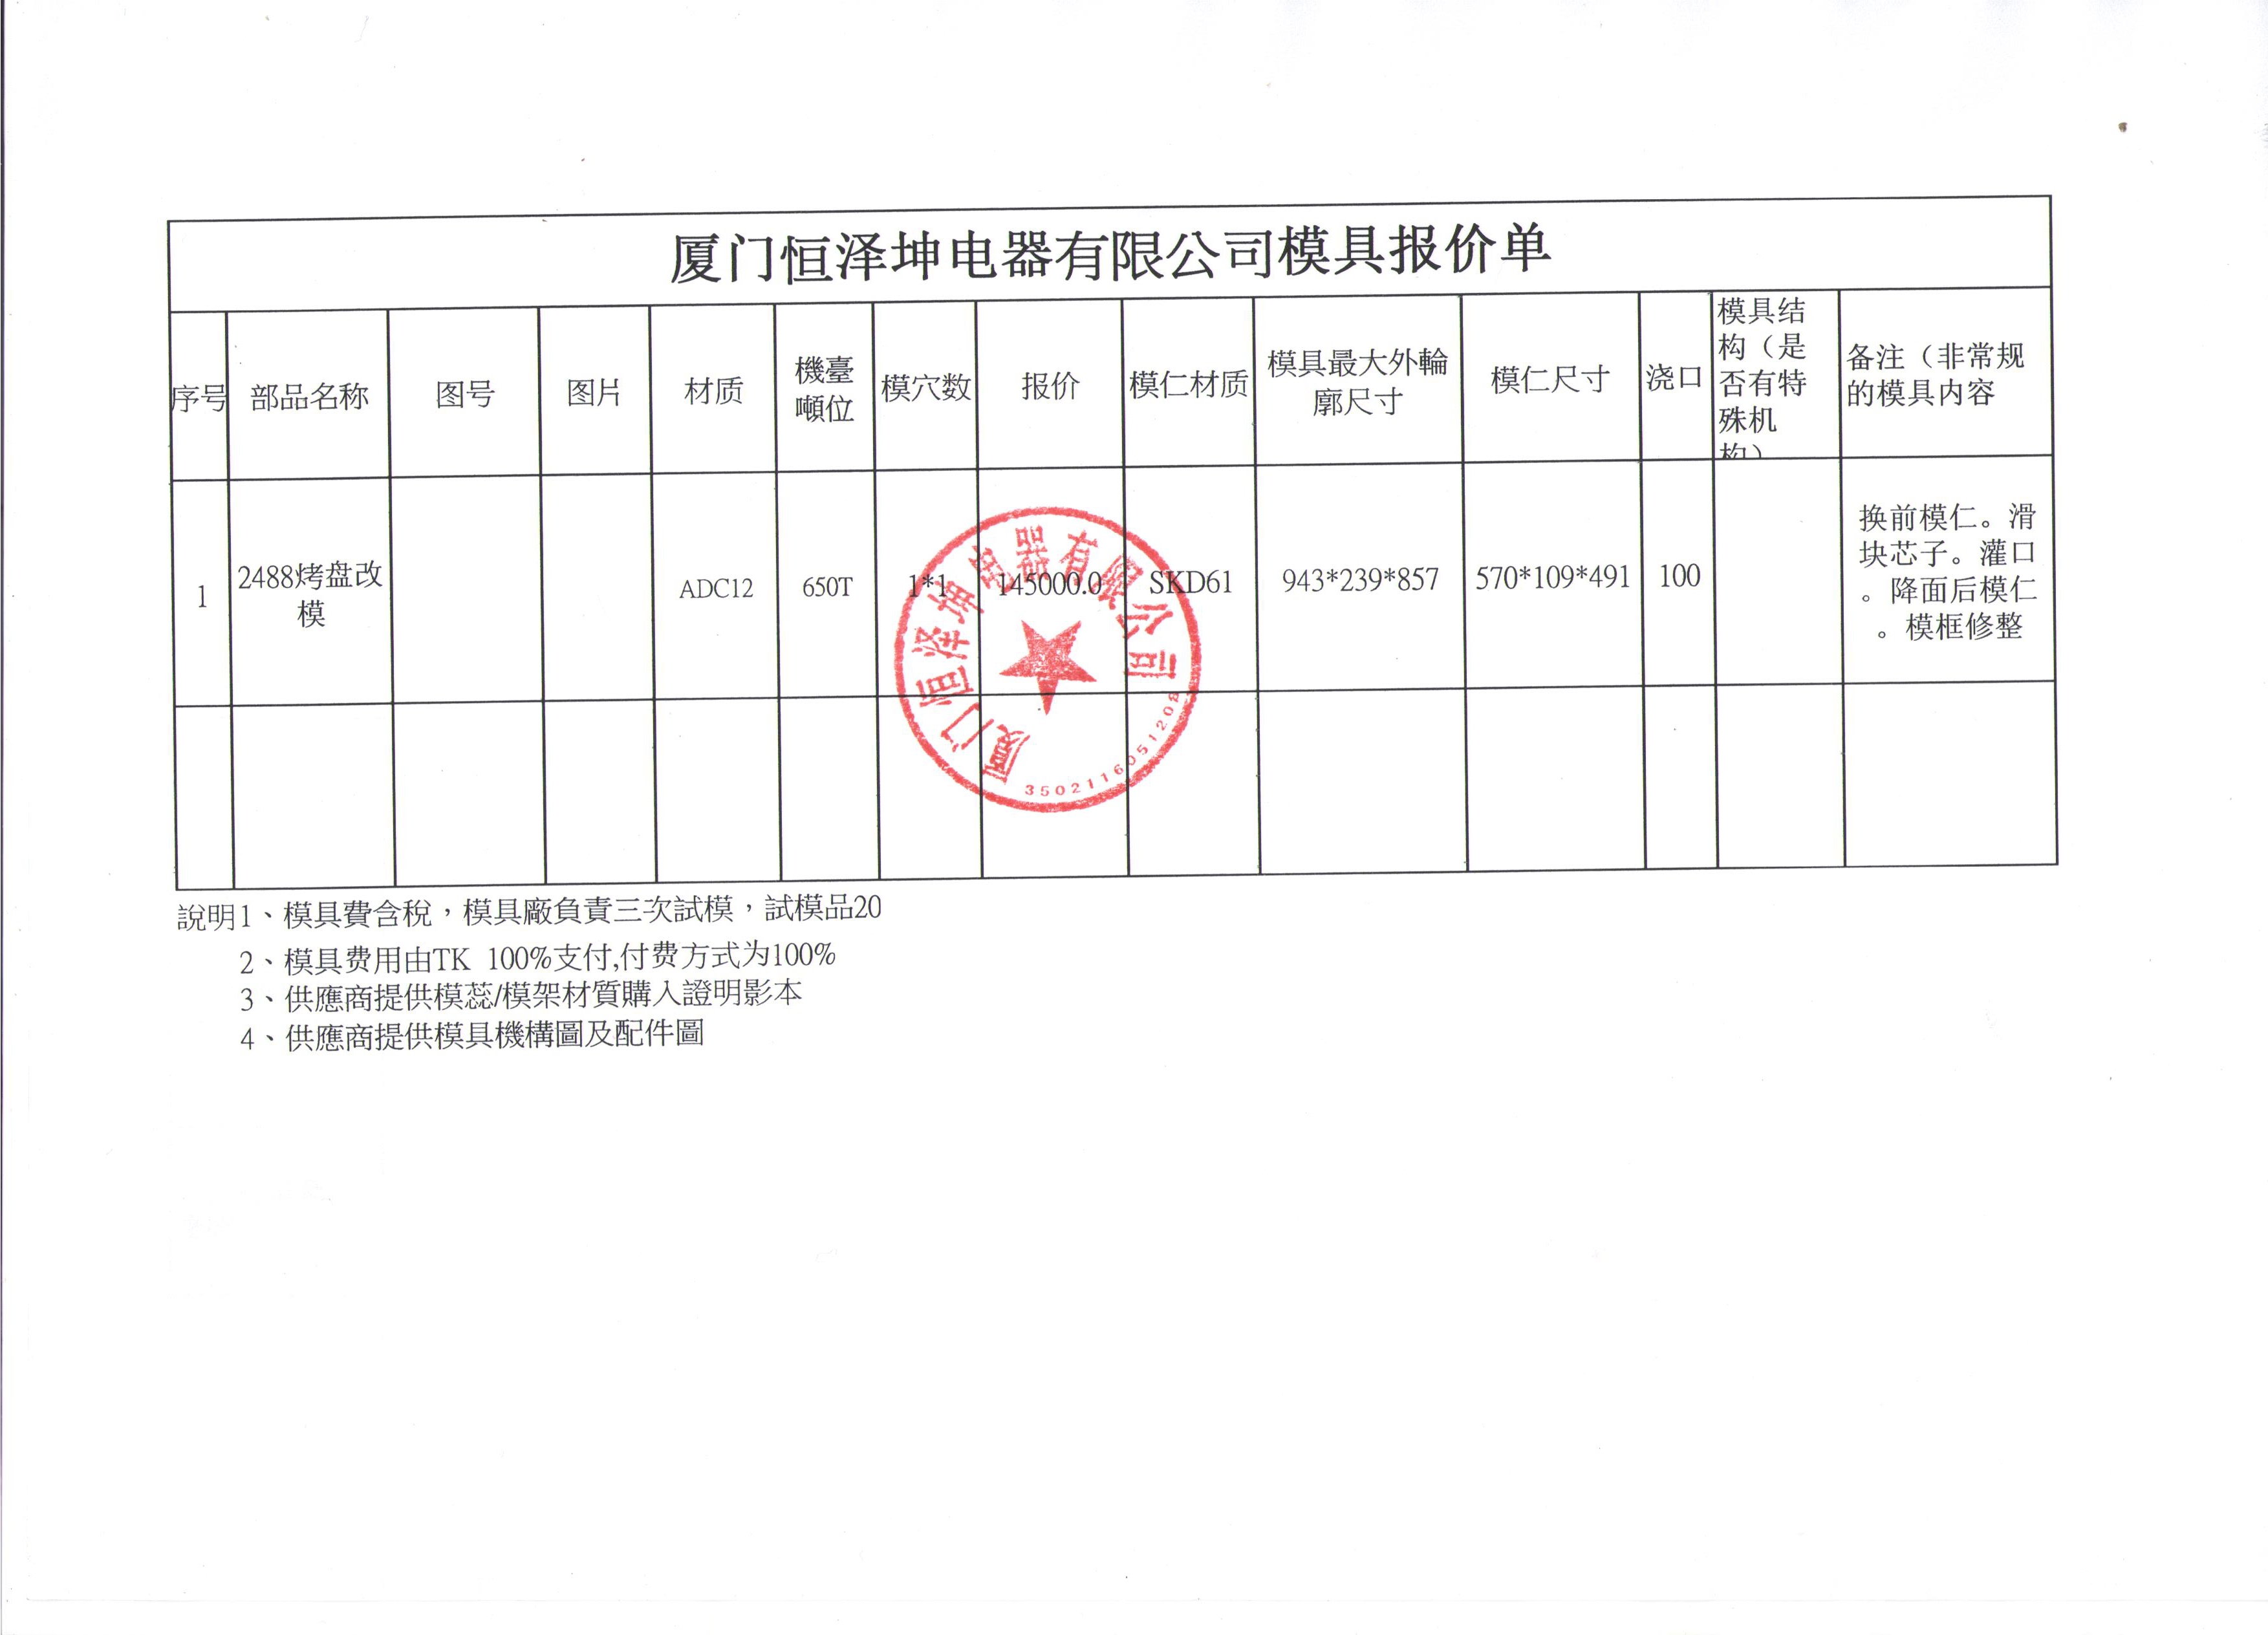 厦门恒泽坤电器有限公司模具报价单
序号
部品名称
图号
图片
材质
機臺
噸位
模穴数
报价
模仁材质
模具最大外輪
廓尺寸
模仁尺寸
浇口
模具结
构（是
否有特
殊机
构）
备注（非常规
的模具内容
1
2488烤盘改
模
ADC12
650T
1*1
145000.0
SKD61
943*239*857
570*109*491
100
换前模仁。滑
块芯子。灌口
。降面后模仁
。模框修整
厦门恒泽坤电器有限公司
3502116051208
說明1、模具費含稅，模具廠負責三次試模，試模品20
2、模具费用由TK 100%支付,付费方式为100%
3、供應商提供模蕊/模架材質購入證明影本
4、供應商提供模具機構圖及配件圖